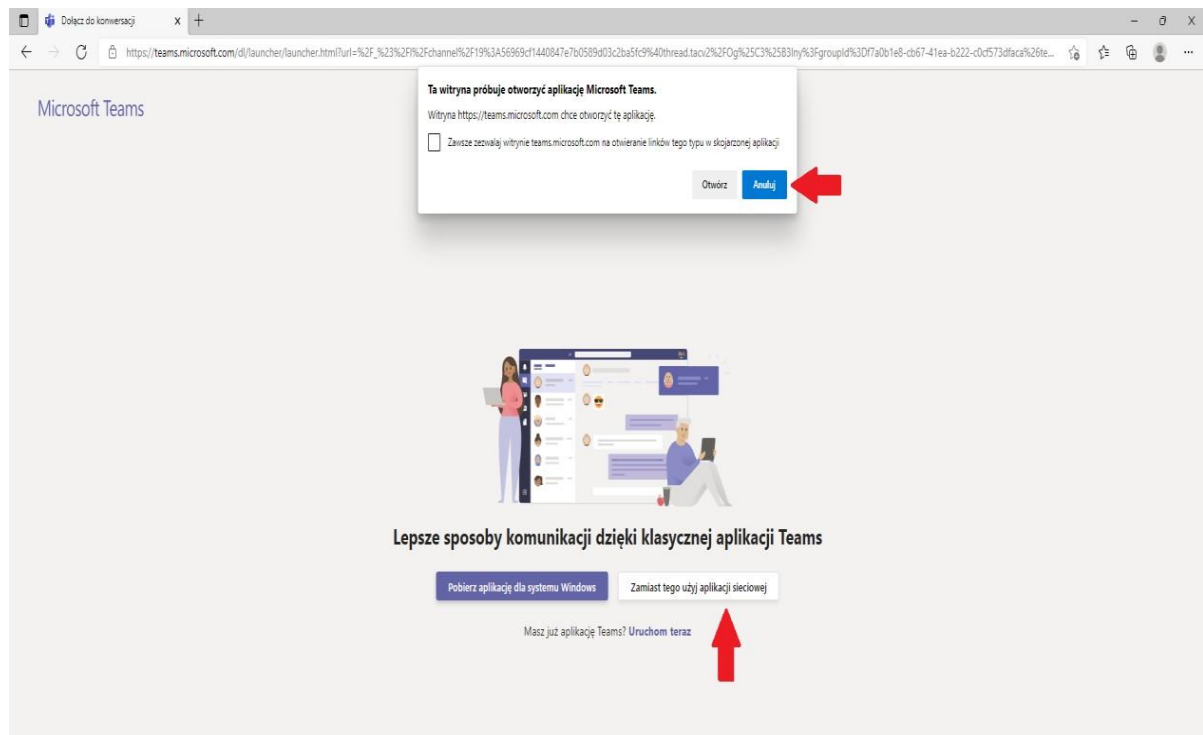 Dołącz do konwersacji
https://teams.microsoft.com/dl/launcher/launcher.html?url=%2F_%23%2Fl%2Fchannel%2F19%3A56969cf1440847e7b0589d03c2ba5fc9%40thread.tacv2%2FOg%25C3%25B3lny%3FgroupId%3Df7a0b1e8-cb67-41ea-b222-c0cf573dfaca%26te...
Microsoft Teams
Ta witryna próbuje otworzyć aplikację Microsoft Teams.
Witryna https://teams.microsoft.com chce otworzyć tę aplikację.
Zawsze zezwalaj witrynie teams.microsoft.com na otwieranie linków tego typu w skojarzonej aplikacji
Otwórz Anuluj
Lepsze sposoby komunikacji dzięki klasycznej aplikacji Teams
Pobierz aplikację dla systemu Windows Zamiast tego użyj aplikacji sieciowej
Masz już aplikację Teams? Uruchom teraz